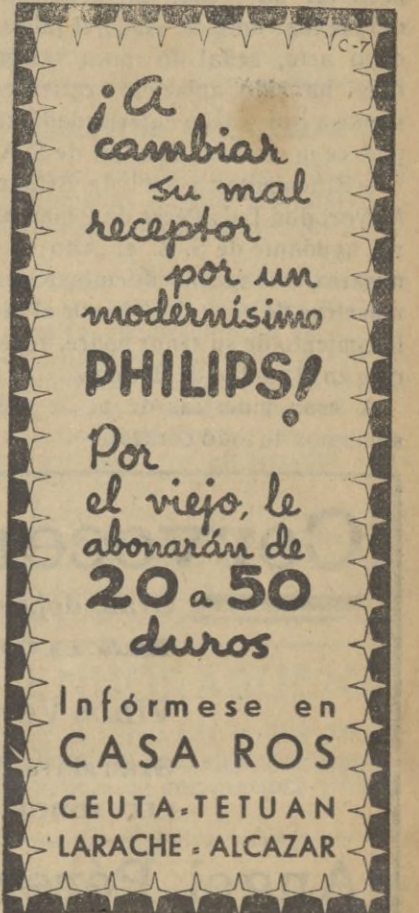 C-7
¡A
cambiar
su mal
receptor
por un
modernísimo
PHILIPS!
Por
el viejo, le
abonarán de
20 a 50
duros
Infórmese en
CASA ROS
CEUTA-TETUAN
LARACHE-ALCAZAR